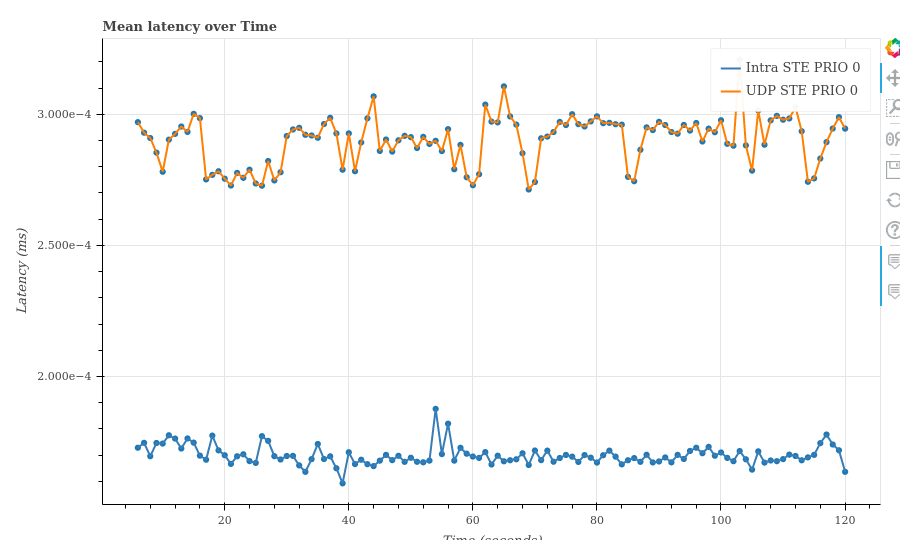 Mean latency over Time
Intra STE PRIO 0
UDP STE PRIO 0
3.000e−4
2.500e−4
2.000e−4
Latency (ms)
20 40 60 80 100 120
Time (seconds)